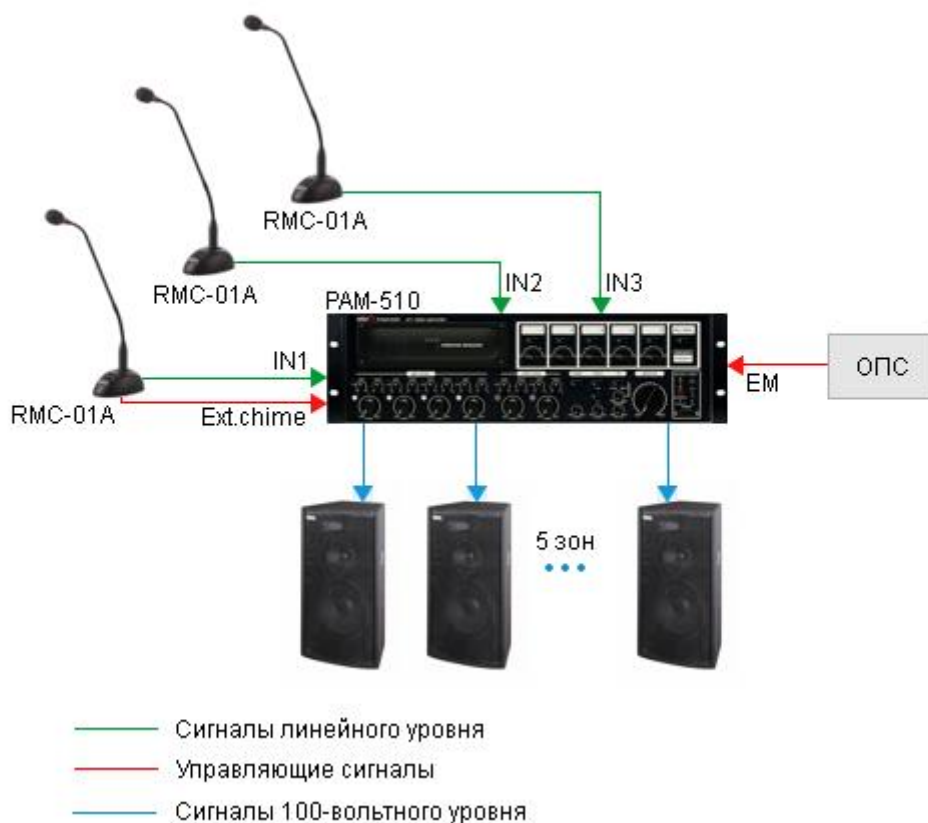 RMC-01A
RMC-01A
IN2
IN3
RMC-01A
PAM-510
IN1
Ext.chime
EM
ОПС
5 зон
Сигналы линейного уровня
Управляющие сигналы
Сигналы 100-вольтного уровня